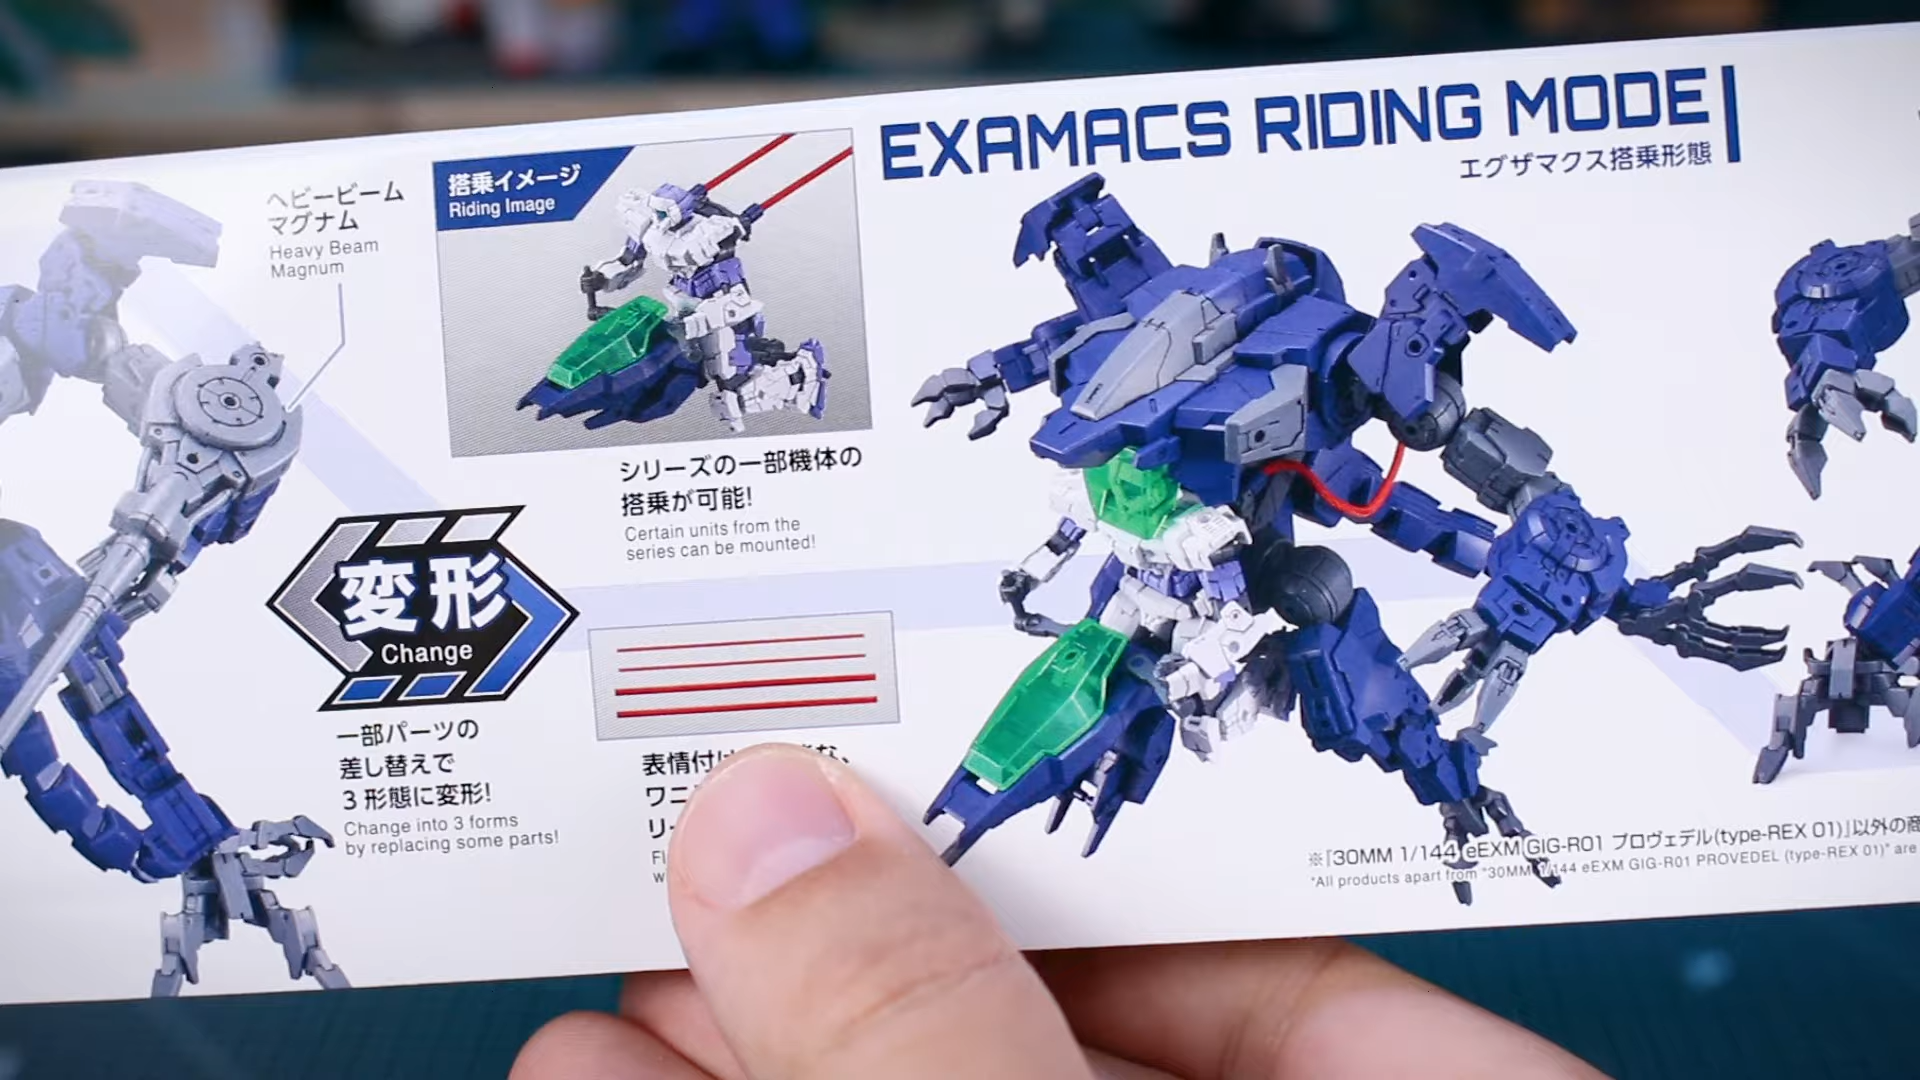 ヘビービーム
マグナム
Heavy Beam
Magnum
搭乗イメージ
Riding Image
シリーズの一部機体の
搭乗が可能!
Certain units from the
series can be mounted!
変形
Change
一部パーツの
差し替えで
3形態に変形!
Change into 3 forms
by replacing some parts!
表情付け
EXAMACS RIDING MODE
エグザマクス搭乗形態
※『30MM 1/144 eEXM GIG-R01 プロヴェデル(type-REX 01)』以外の商
*All products apart from "30MM 1/144 eEXM GIG-R01 PROVEDEL (type-REX 01)" are